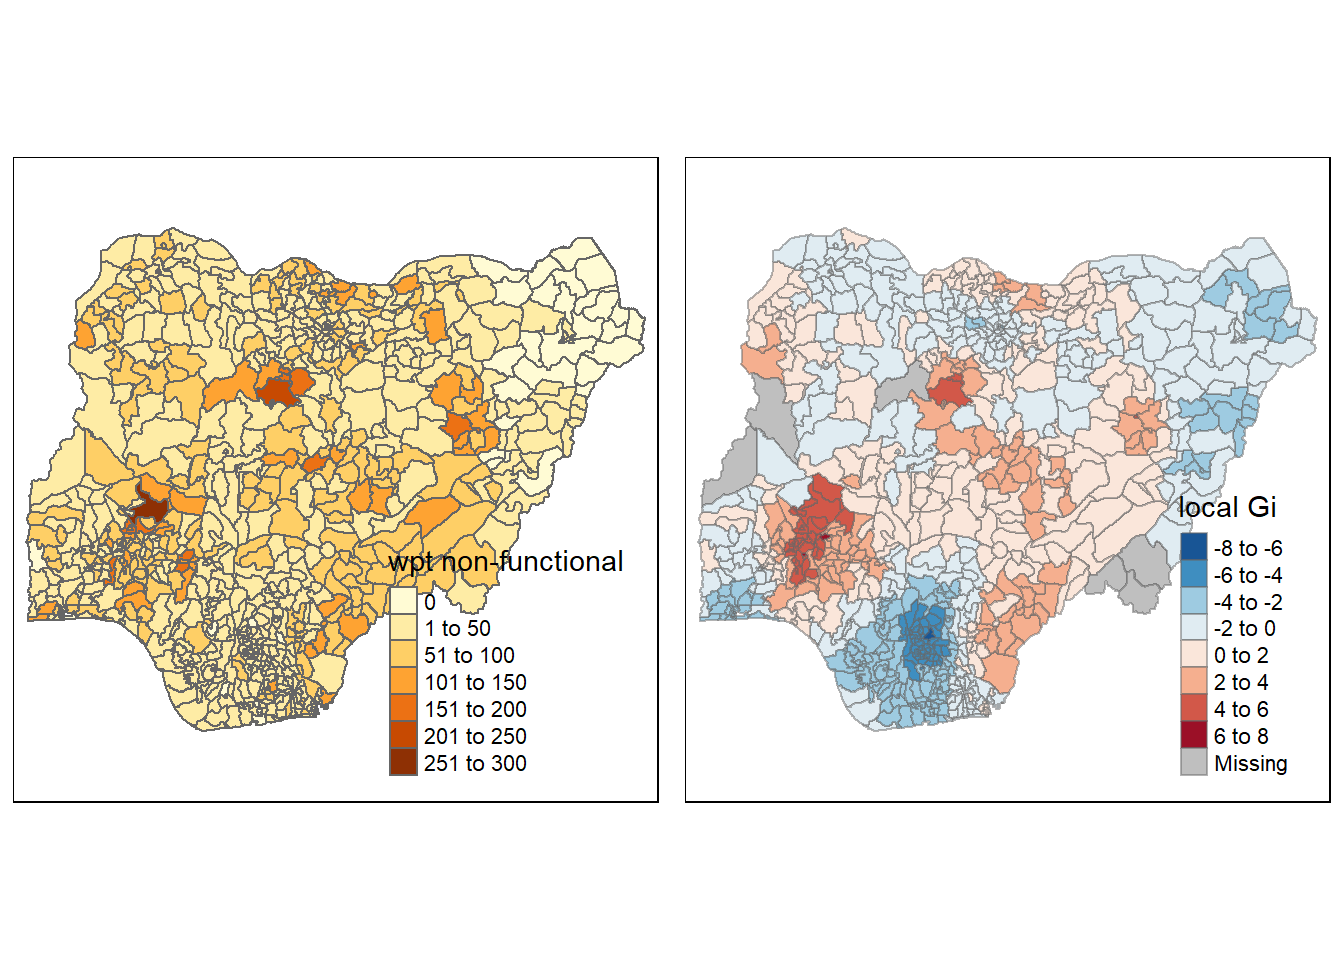 wpt non-functional
0
1 to 50
51 to 100
101 to 150
151 to 200
201 to 250
251 to 300
local Gi
-8 to -6
-6 to -4
-4 to -2
-2 to 0
0 to 2
2 to 4
4 to 6
6 to 8
Missing